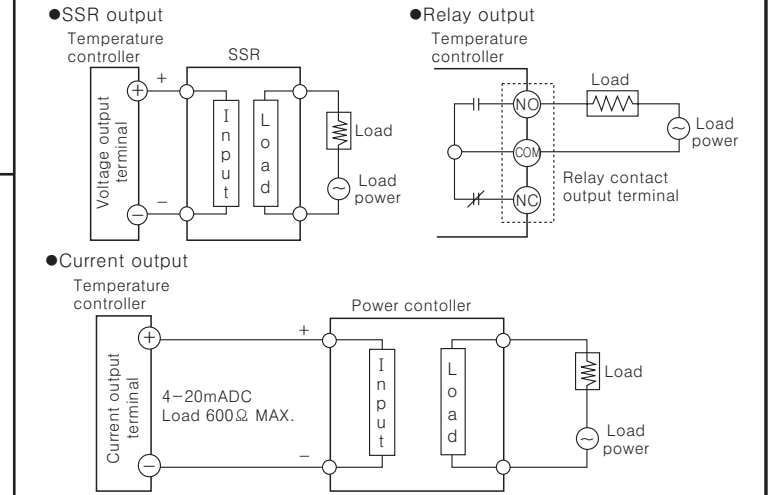 ●SSR output
Temperature
controller
SSR
+
+
Voltage output
terminal
Input
Load
Load
Load
power
−
−
●Relay output
Temperature
controller
Load
NO
COM
NC
Load
power
Relay contact
output terminal
●Current output
Temperature
controller
Power contoller
+
+
Current output
terminal
4−20mADC
Load 600Ω MAX.
Input
Load
Load
Load
power
−
−